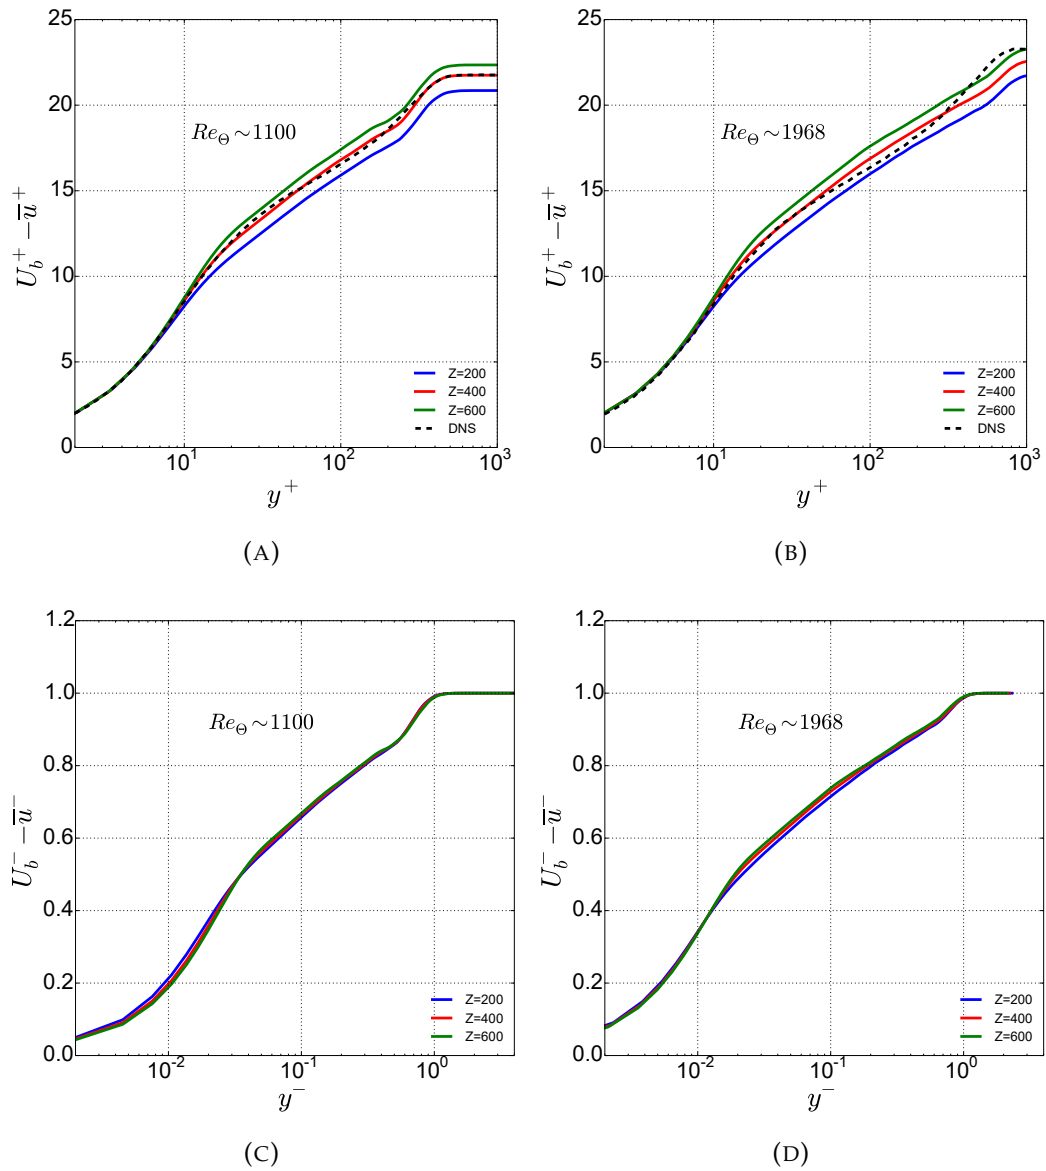 25
20
15
10
5
0
U_b^+ − u̅^+
Re_Θ ∼ 1100
Z=200
Z=400
Z=600
DNS
10^1
10^2
10^3
y^+
(A)
25
20
15
10
5
0
U_b^+ − u̅^+
Re_Θ ∼ 1968
Z=200
Z=400
Z=600
DNS
10^1
10^2
10^3
y^+
(B)
1.2
1.0
0.8
0.6
0.4
0.2
0.0
U_b^- − u̅^-
Re_Θ ∼ 1100
Z=200
Z=400
Z=600
10^-2
10^-1
10^0
y^-
(C)
1.2
1.0
0.8
0.6
0.4
0.2
0.0
U_b^- − u̅^-
Re_Θ ∼ 1968
Z=200
Z=400
Z=600
10^-2
10^-1
10^0
y^-
(D)